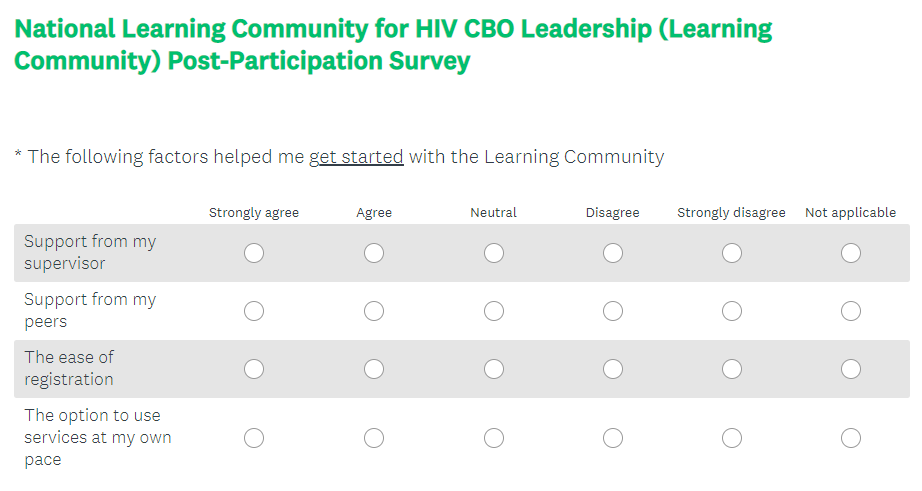 National Learning Community for HIV CBO Leadership (Learning
Community) Post-Participation Survey
* The following factors helped me get started with the Learning Community
Strongly agree Agree Neutral Disagree Strongly disagree Not applicable
Support from my
supervisor
Support from my
peers
The ease of
registration
The option to use
services at my own
pace